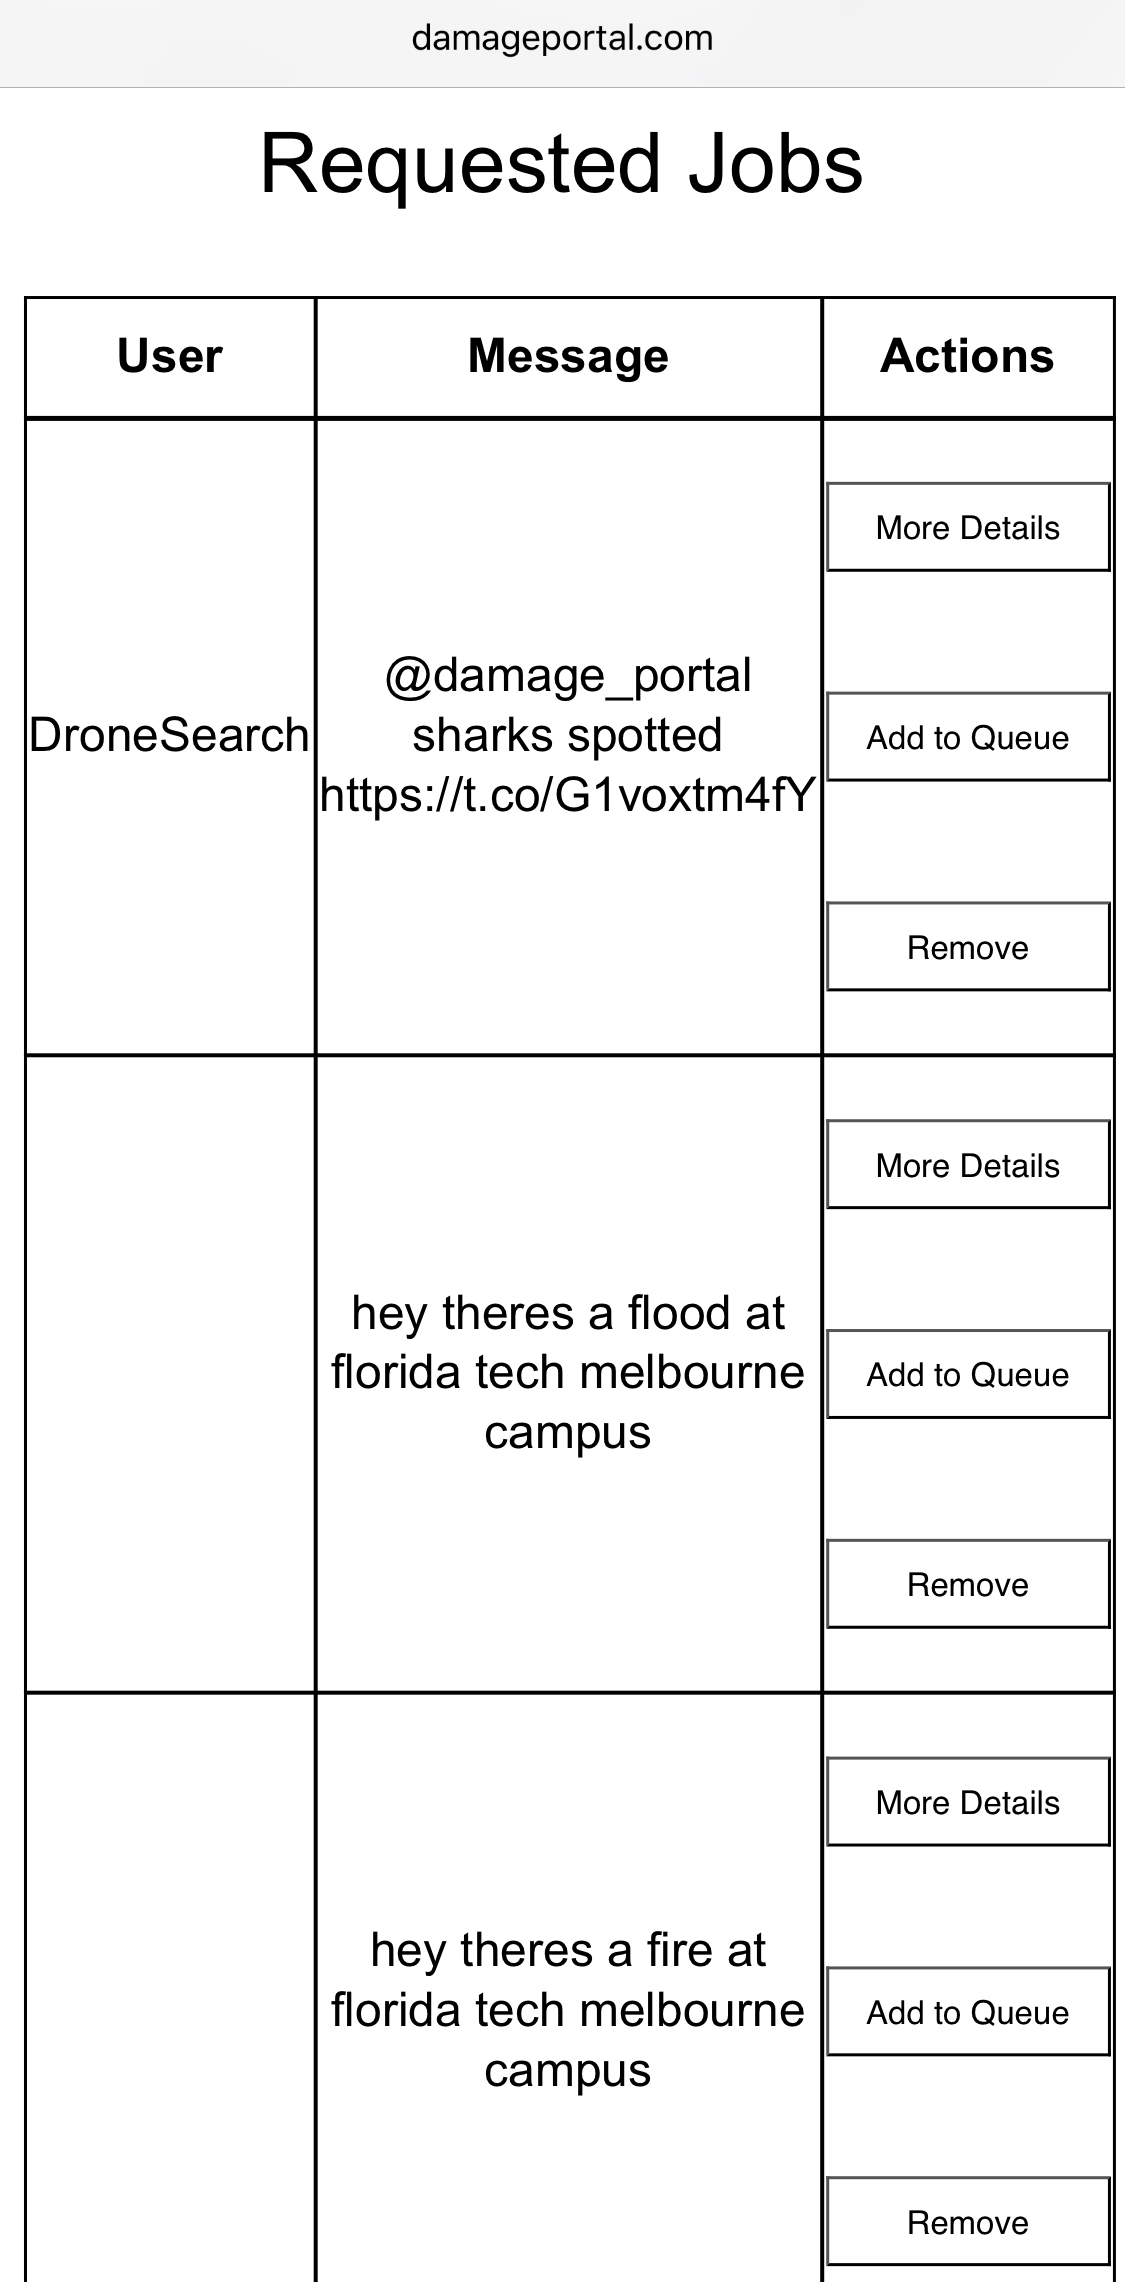 damageportal.com
Requested Jobs
User Message Actions
More Details
@damage_portal
DroneSearch sharks spotted Add to Queue
https://t.co/G1voxtm4fY
Remove
More Details
hey theres a flood at
florida tech melbourne Add to Queue
campus
Remove
More Details
hey theres a fire at
florida tech melbourne Add to Queue
campus
Remove